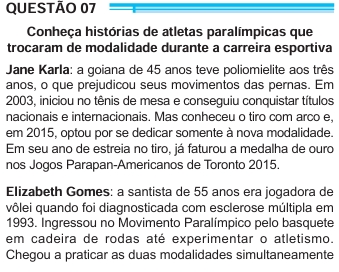 QUESTÃO 07
Conheça histórias de atletas paralímpicas que
trocaram de modalidade durante a carreira esportiva
Jane Karla: a goiana de 45 anos teve poliomielite aos três
anos, o que prejudicou seus movimentos das pernas. Em
2003, iniciou no tênis de mesa e conseguiu conquistar títulos
nacionais e internacionais. Mas conheceu o tiro com arco e,
em 2015, optou por se dedicar somente à nova modalidade.
Em seu ano de estreia no tiro, já faturou a medalha de ouro
nos Jogos Parapan-Americanos de Toronto 2015.
Elizabeth Gomes: a santista de 55 anos era jogadora de
vôlei quando foi diagnosticada com esclerose múltipla em
1993. Ingressou no Movimento Paralímpico pelo basquete
em cadeira de rodas até experimentar o atletismo.
Chegou a praticar as duas modalidades simultaneamente